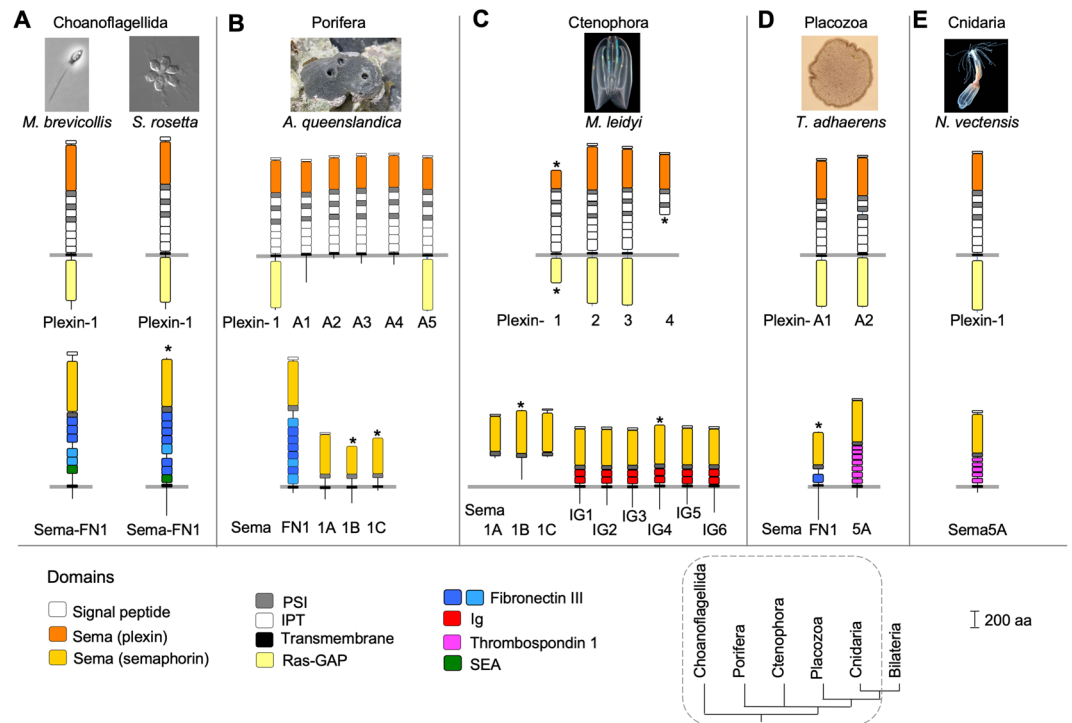 A Choanoflagellida
M. brevicollis S. rosetta
Plexin-1 Plexin-1
*
Sema-FN1 Sema-FN1
B Porifera
A. queenslandica
Plexin- 1 A1 A2 A3 A4 A5
* *
Sema FN1 1A 1B 1C
C Ctenophora
M. leidyi
* * *
Plexin- 1 2 3 4
* *
Sema
1A 1B 1C IG1 IG2 IG3 IG4 IG5 IG6
D Placozoa
T. adhaerens
Plexin- A1 A2
*
Sema FN1 5A
E Cnidaria
N. vectensis
Plexin-1
Sema5A
Domains
Signal peptide
Sema (plexin)
Sema (semaphorin)
PSI
IPT
Transmembrane
Ras-GAP
Fibronectin III
Ig
Thrombospondin 1
SEA
Choanoflagellida
Porifera
Ctenophora
Placozoa
Cnidaria
Bilateria
200 aa